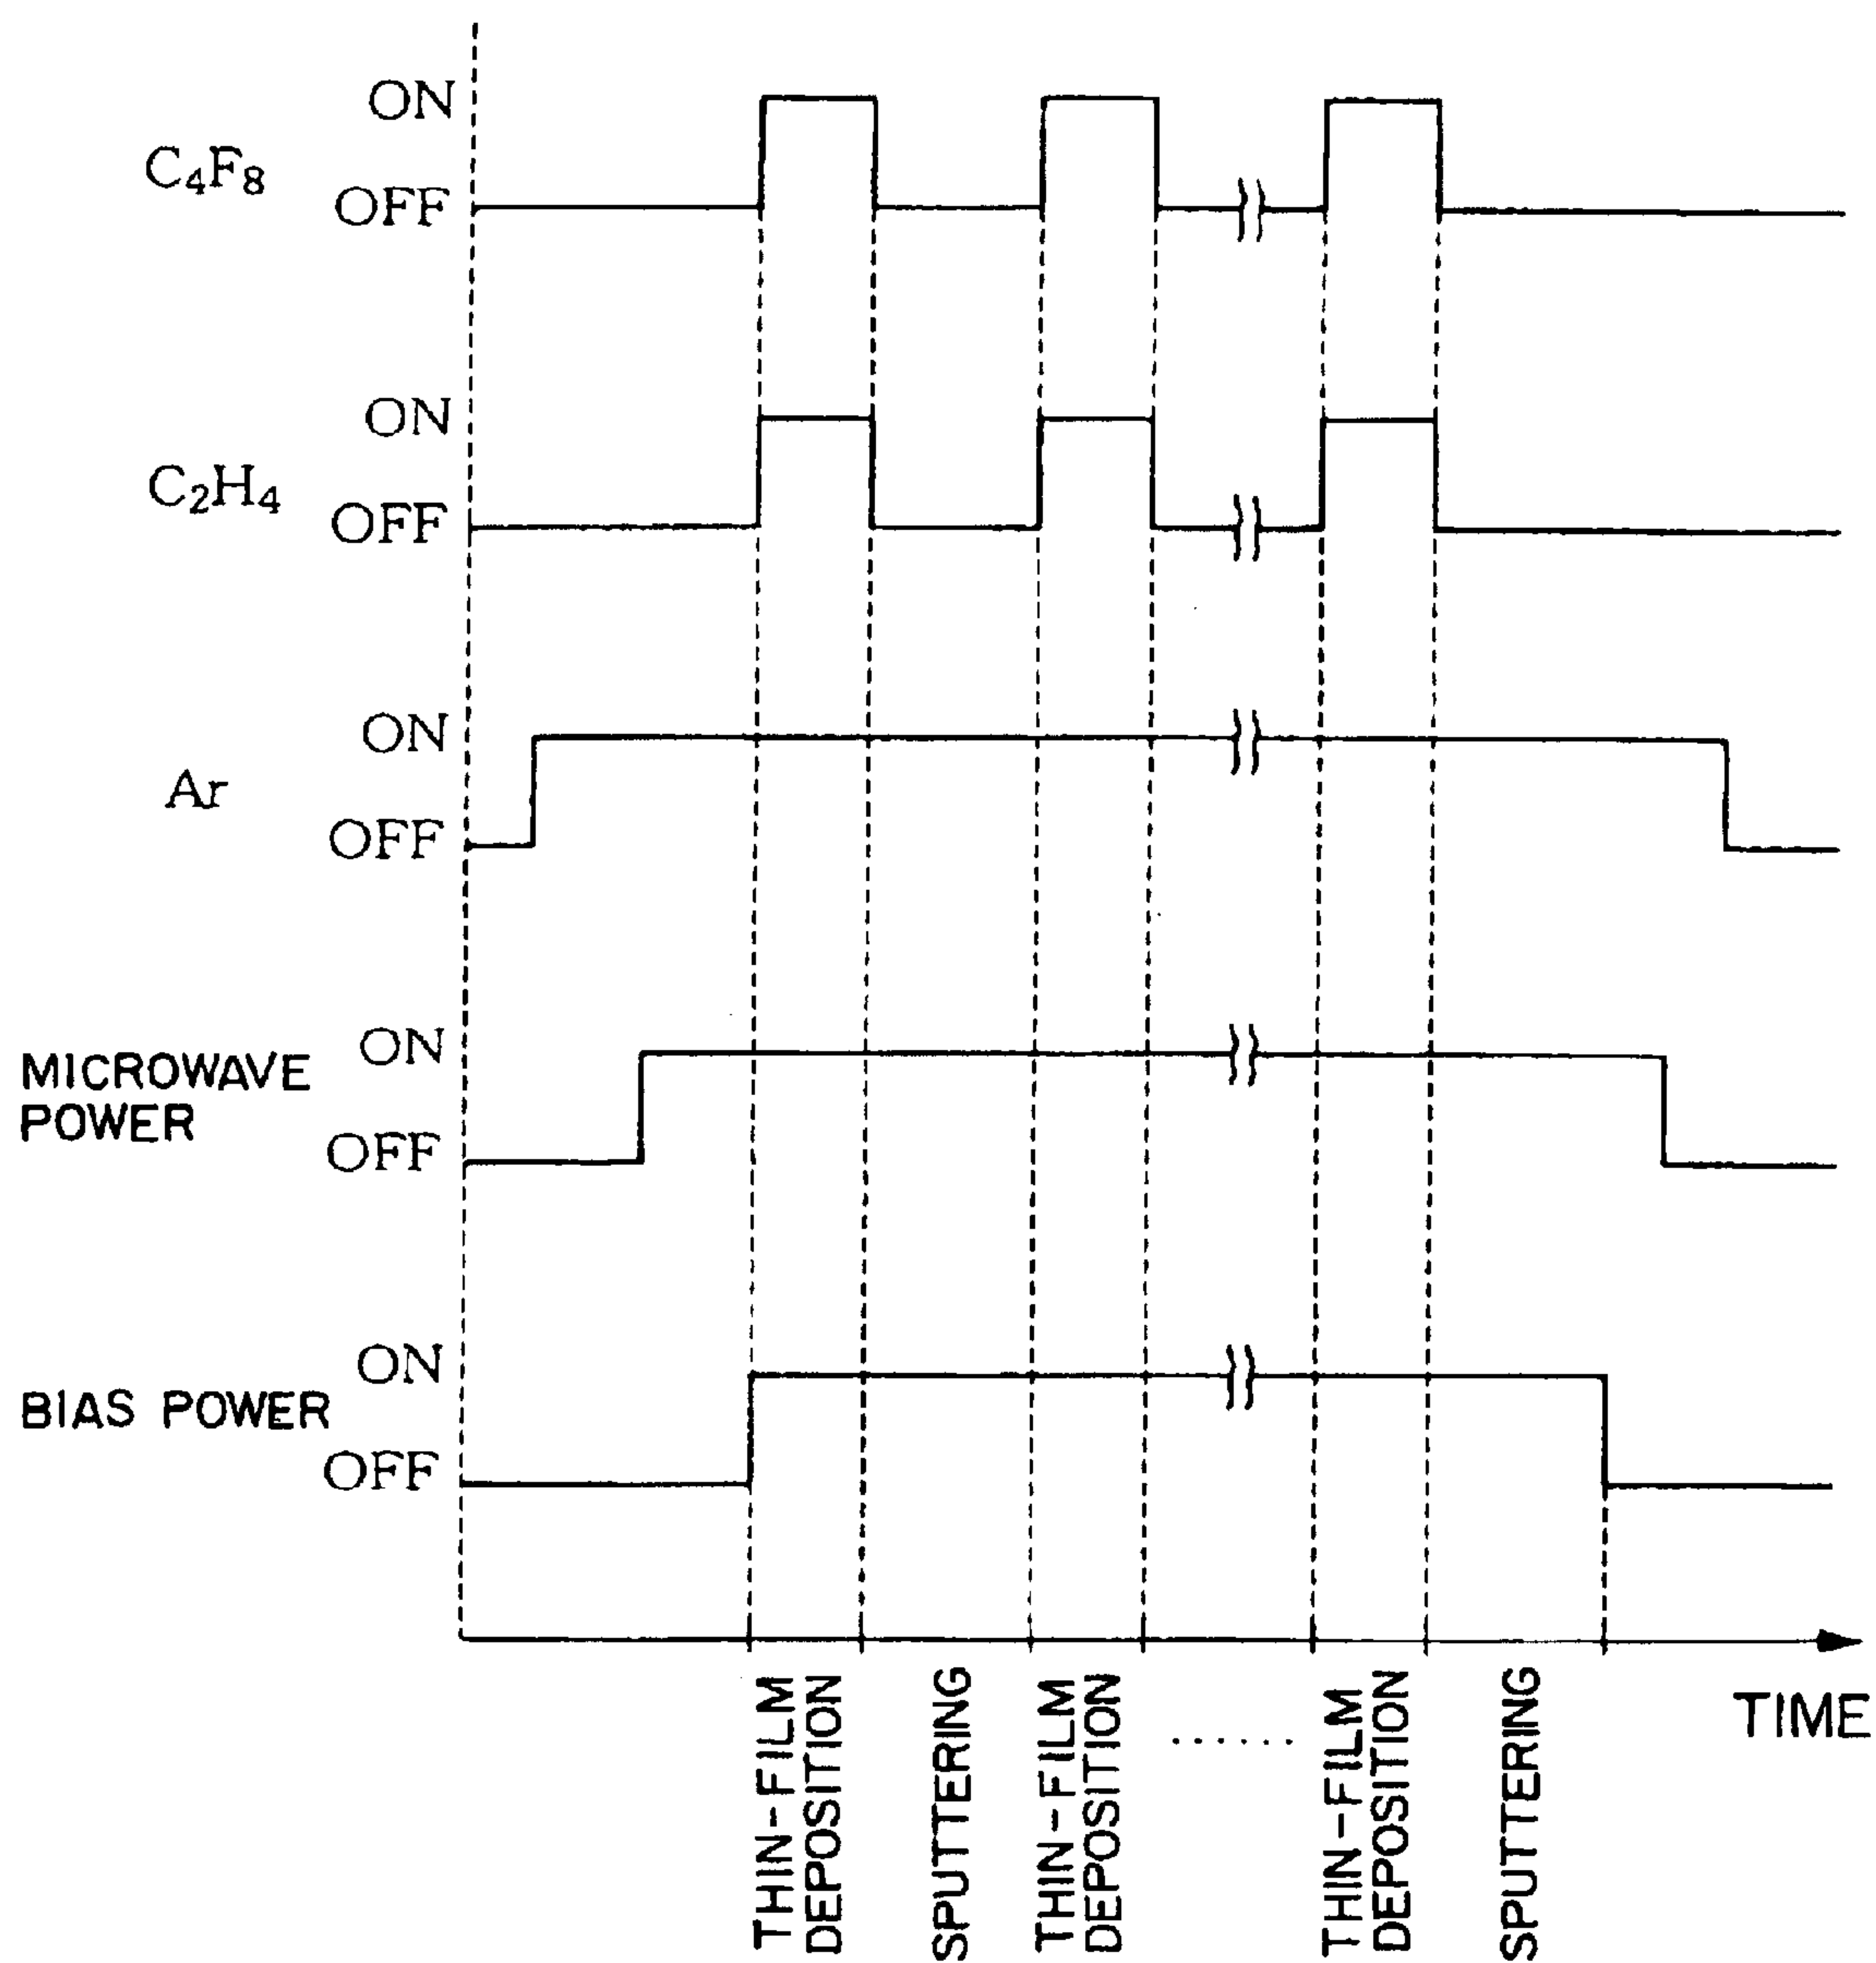 ON
C₄F₈
OFF
ON
C₂H₄
OFF
ON
Ar
OFF
ON
MICROWAVE
POWER
OFF
ON
BIAS POWER
OFF
THIN-FILM
DEPOSITION
SPUTTERING
THIN-FILM
DEPOSITION
......
THIN-FILM
DEPOSITION
SPUTTERING
TIME